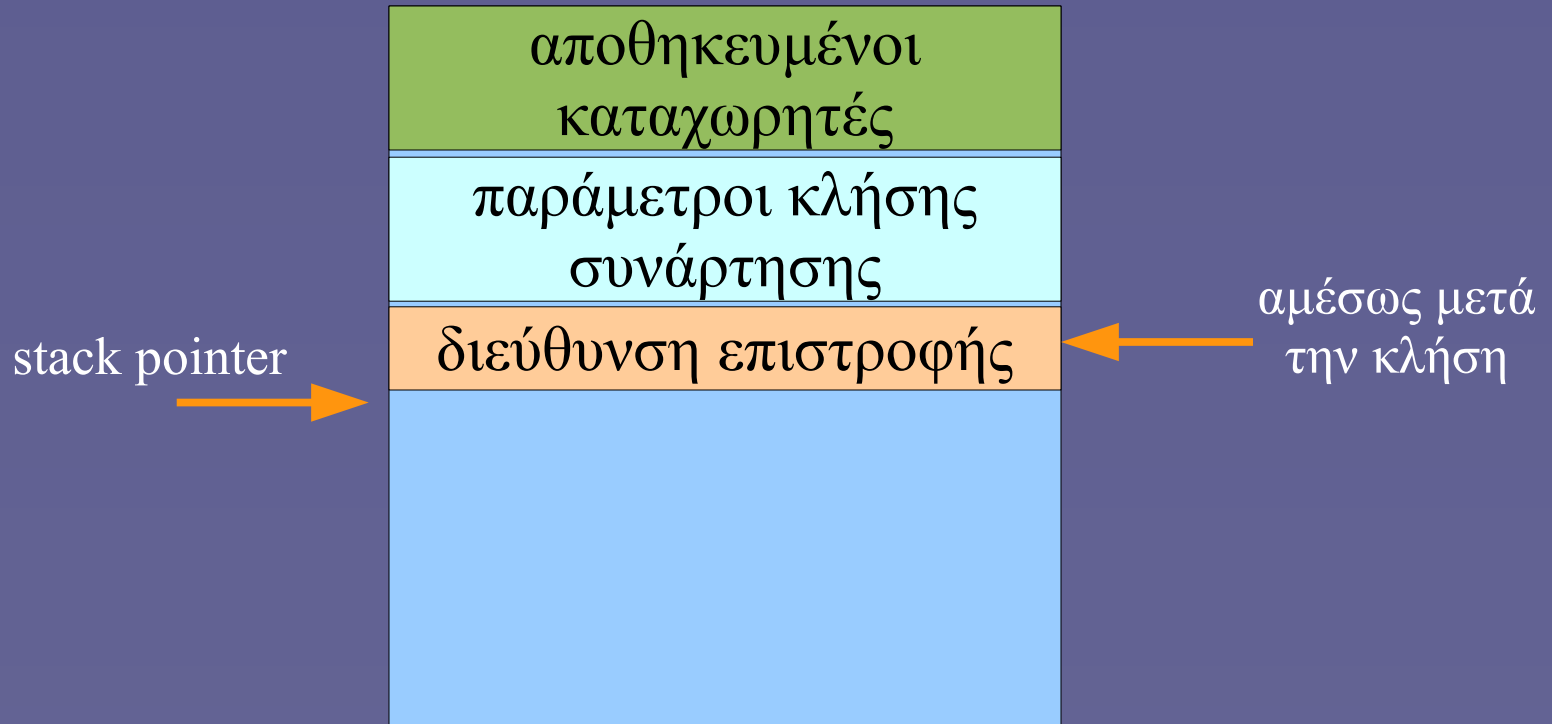 αποθηκευμένοι
καταχωρητές
παράμετροι κλήσης
συνάρτησης
διεύθυνση επιστροφής
stack pointer
αμέσως μετά
την κλήση